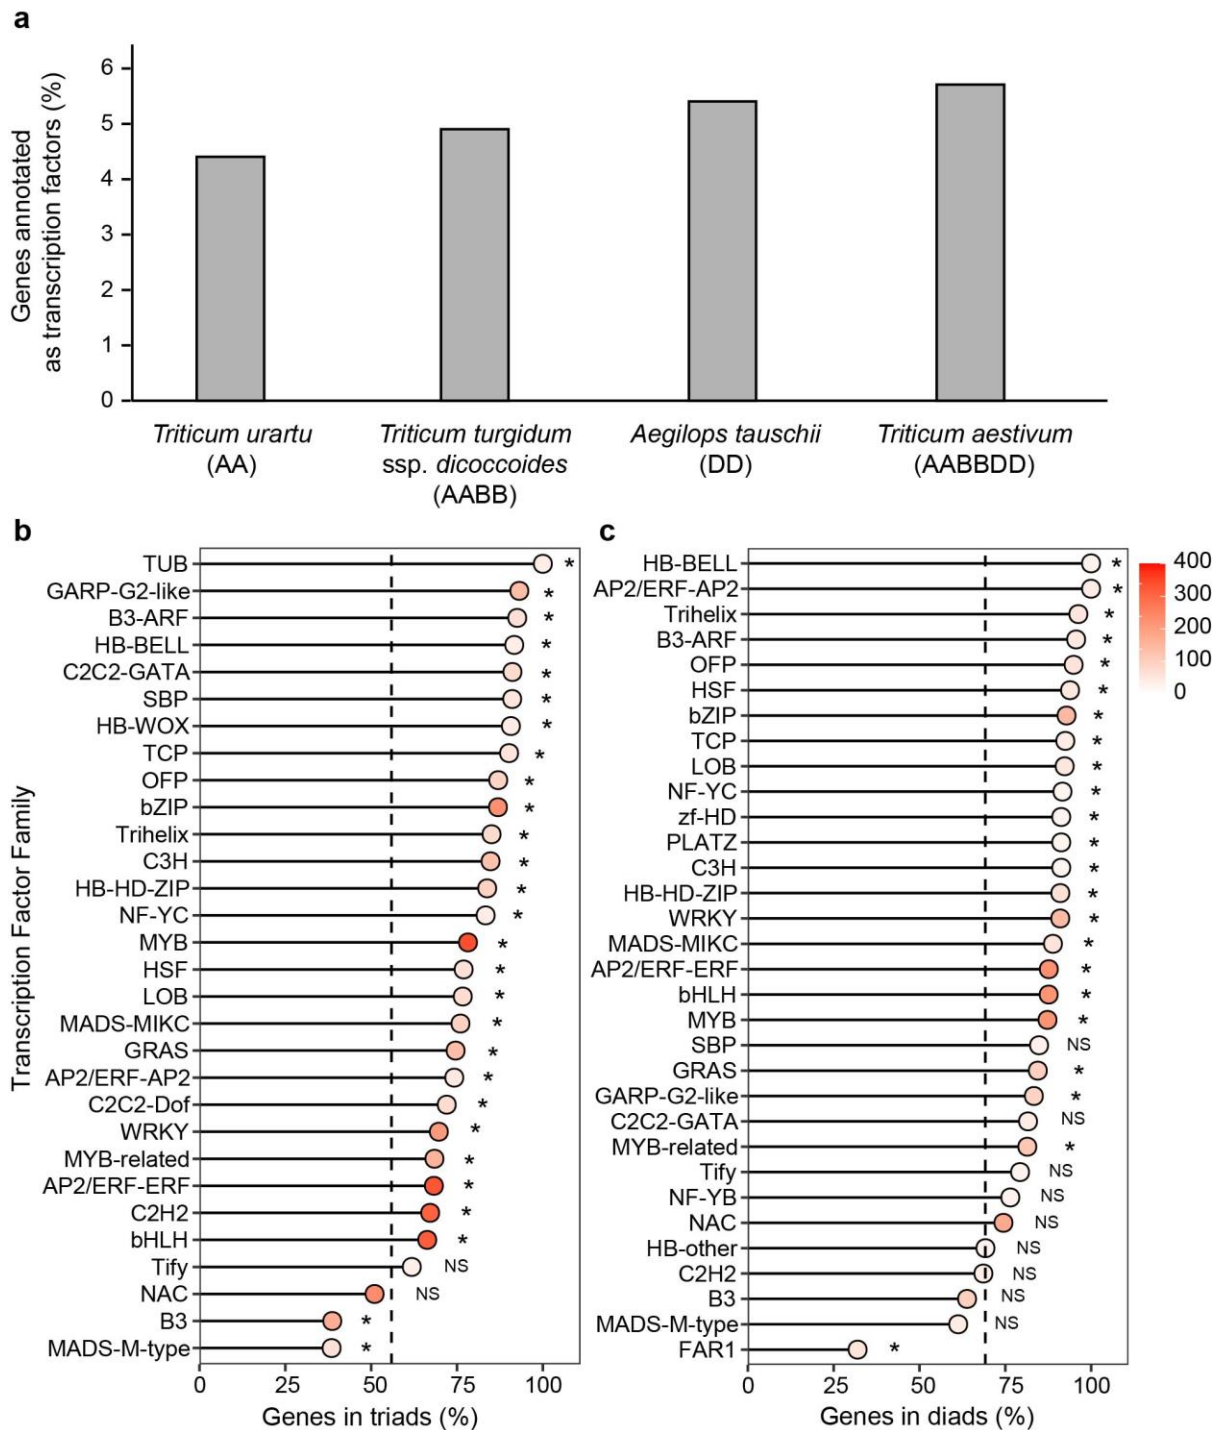 a
Genes annotated
as transcription factors (%)
6
5
4
3
2
1
0
Triticum urartu
(AA)
Triticum turgidum
ssp. dicoccoides
(AABB)
Aegilops tauschii
(DD)
Triticum aestivum
(AABBDD)
b
Transcription Factor Family
TUB *
GARP-G2-like *
B3-ARF *
HB-BELL *
C2C2-GATA *
SBP *
HB-WOX *
TCP *
OFP *
bZIP *
Trihelix *
C3H *
HB-HD-ZIP *
NF-YC *
MYB *
HSF *
LOB *
MADS-MIKC *
GRAS *
AP2/ERF-AP2 *
C2C2-Dof *
WRKY *
MYB-related *
AP2/ERF-ERF *
C2H2 *
bHLH *
Tify NS
NAC NS
B3 *
MADS-M-type *
0 25 50 75 100
Genes in triads (%)
c
HB-BELL *
AP2/ERF-AP2 *
Trihelix *
B3-ARF *
OFP *
HSF *
bZIP *
TCP *
LOB *
NF-YC *
zf-HD *
PLATZ *
C3H *
HB-HD-ZIP *
WRKY *
MADS-MIKC *
AP2/ERF-ERF *
bHLH *
MYB *
SBP NS
GRAS *
GARP-G2-like *
C2C2-GATA NS
MYB-related *
Tify NS
NF-YB NS
NAC NS
HB-other NS
C2H2 NS
B3 NS
MADS-M-type NS
FAR1 *
0 25 50 75 100
Genes in diads (%)
400
300
200
100
0